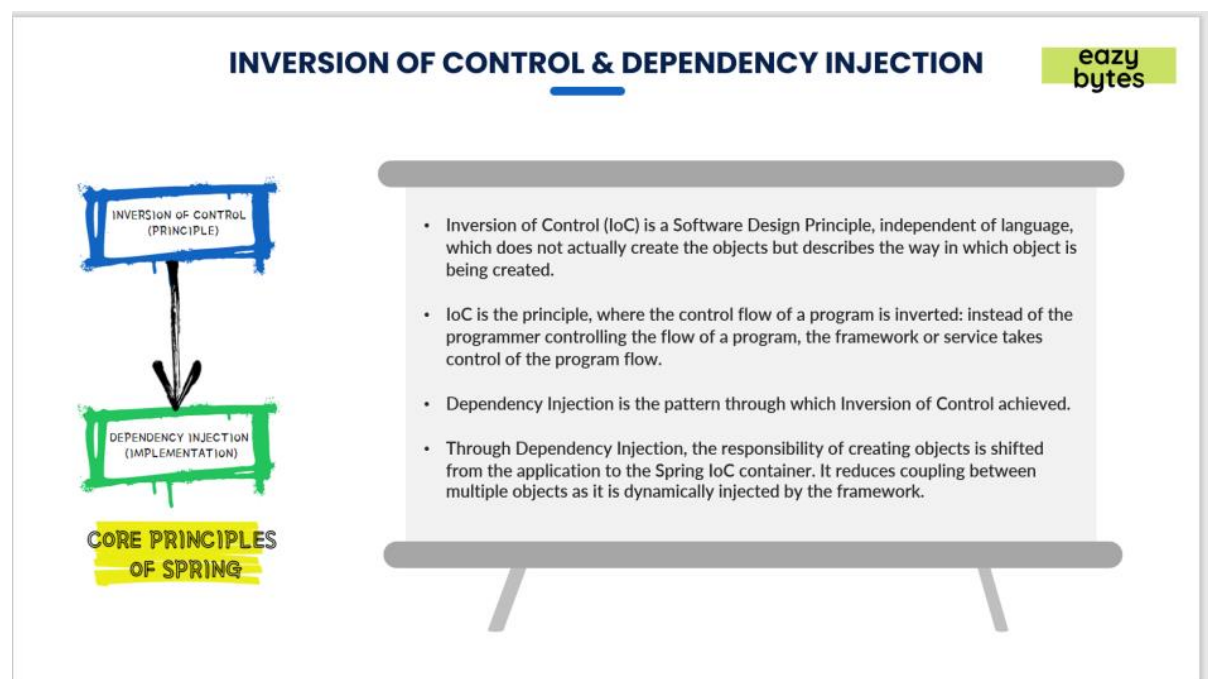 INVERSION OF CONTROL & DEPENDENCY INJECTION
eazy
bytes
INVERSION OF CONTROL
(PRINCIPLE)
DEPENDENCY INJECTION
(IMPLEMENTATION)
CORE PRINCIPLES
OF SPRING
• Inversion of Control (IoC) is a Software Design Principle, independent of language,
which does not actually create the objects but describes the way in which object is
being created.
• IoC is the principle, where the control flow of a program is inverted: instead of the
programmer controlling the flow of a program, the framework or service takes
control of the program flow.
• Dependency Injection is the pattern through which Inversion of Control achieved.
• Through Dependency Injection, the responsibility of creating objects is shifted
from the application to the Spring IoC container. It reduces coupling between
multiple objects as it is dynamically injected by the framework.